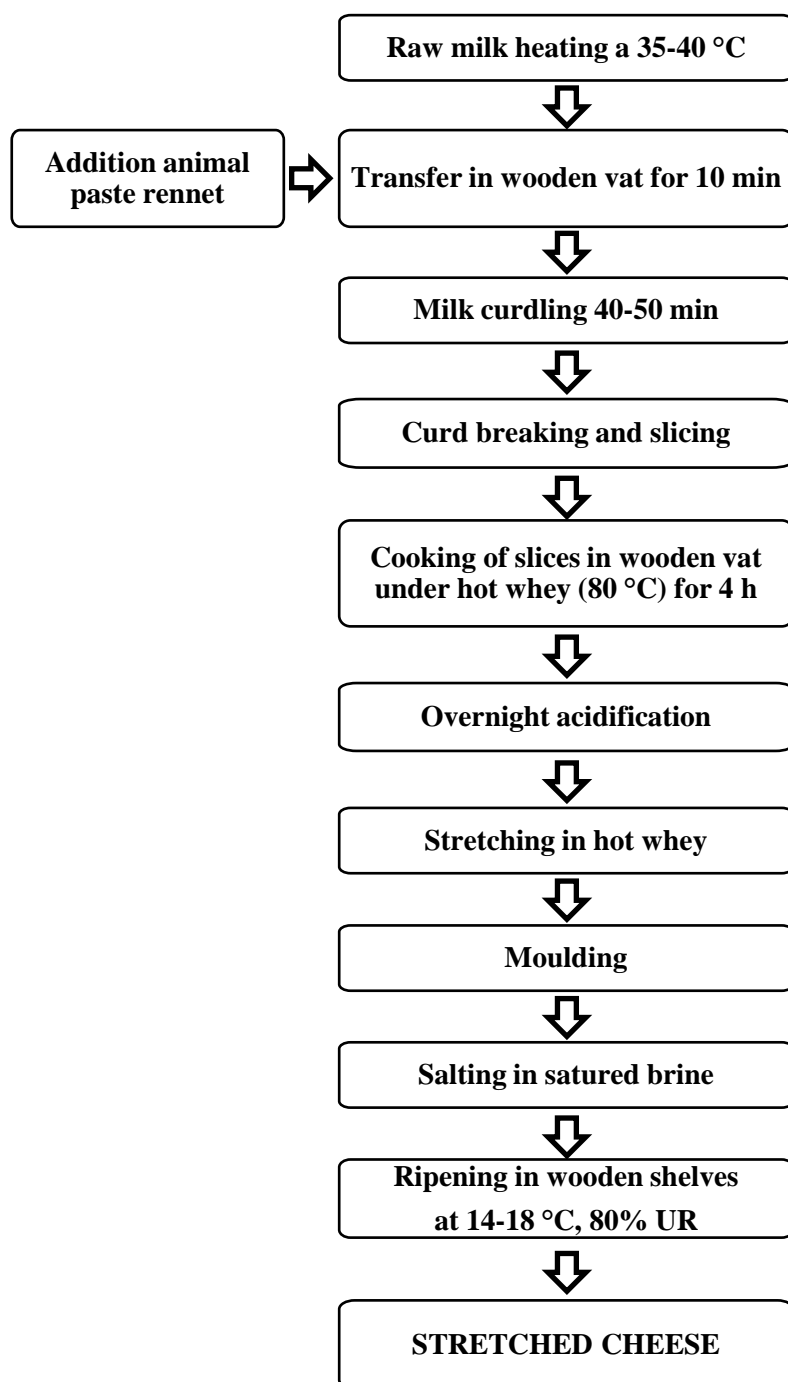 Raw milk heating a 35-40 °C
Addition animal
paste rennet
Transfer in wooden vat for 10 min
Milk curdling 40-50 min
Curd breaking and slicing
Cooking of slices in wooden vat
under hot whey (80 °C) for 4 h
Overnight acidification
Stretching in hot whey
Moulding
Salting in satured brine
Ripening in wooden shelves
at 14-18 °C, 80% UR
STRETCHED CHEESE